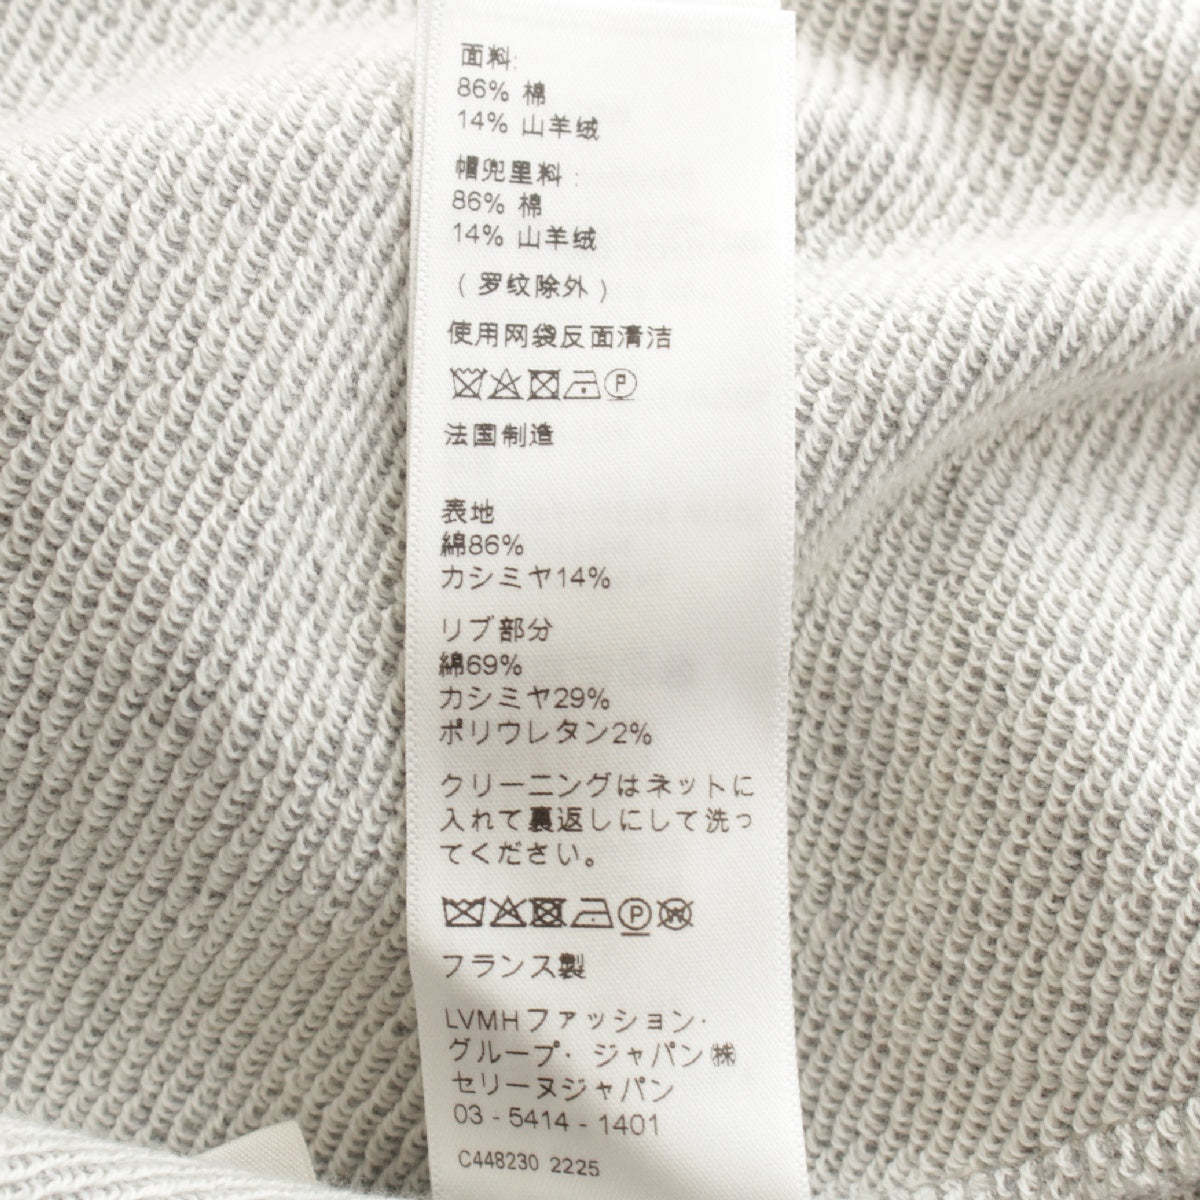 面料:
86% 棉
14% 山羊绒
帽兜里料:
86% 棉
14% 山羊绒
(罗纹除外)
使用网袋反面清洁
P
法国制造
表地
綿86%
カシミヤ14%
リブ部分
綿69%
カシミヤ29%
ポリウレタン2%
クリーニングはネットに
入れて裏返しにして洗っ
てください。
P W
フランス製
LVMHファッション・
グループ・ジャパン㈱
セリーヌジャパン
03-5414-1401
C448230 2225